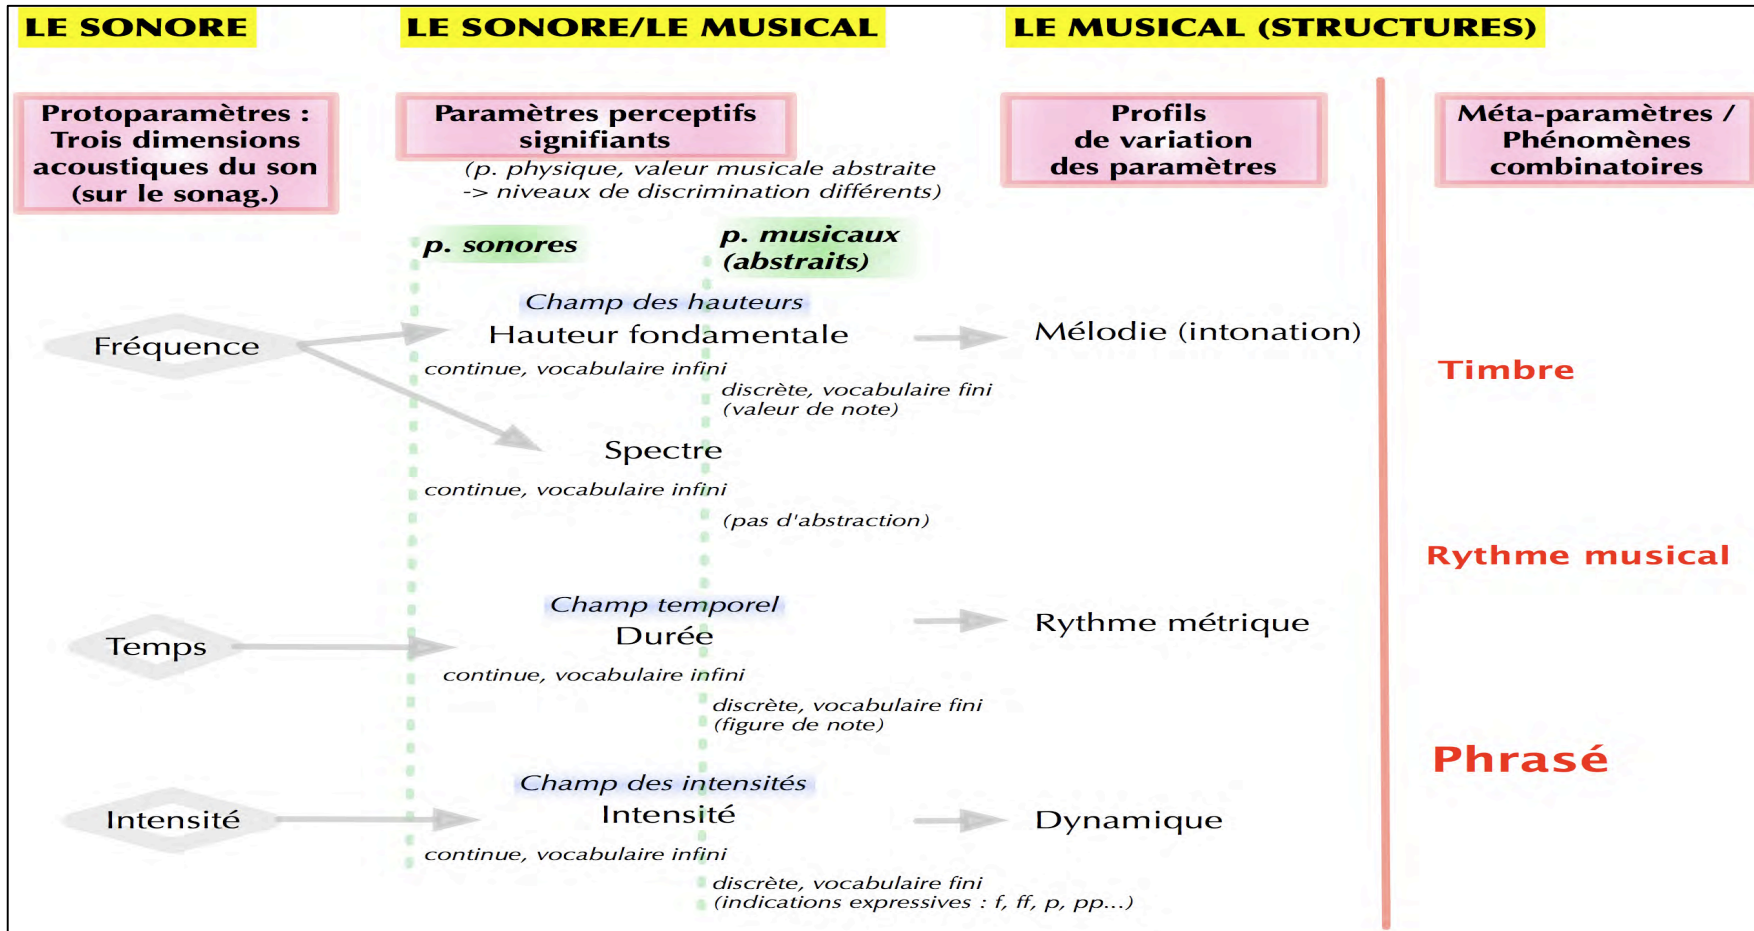 LE SONORE
LE SONORE/LE MUSICAL
LE MUSICAL (STRUCTURES)
Protoparamètres :
Trois dimensions
acoustiques du son
(sur le sonag.)
Paramètres perceptifs
signifiants
(p. physique, valeur musicale abstraite
-> niveaux de discrimination différents)
Profils
de variation
des paramètres
Méta-paramètres /
Phénomènes
combinatoires
p. sonores
p. musicaux
(abstraits)
Fréquence
Champ des hauteurs
Hauteur fondamentale
continue, vocabulaire infini
discrète, vocabulaire fini
(valeur de note)
Mélodie (intonation)
Timbre
Spectre
continue, vocabulaire infini
(pas d'abstraction)
Rythme musical
Temps
Champ temporel
Durée
continue, vocabulaire infini
discrète, vocabulaire fini
(figure de note)
Rythme métrique
Phrasé
Intensité
Champ des intensités
Intensité
continue, vocabulaire infini
discrète, vocabulaire fini
(indications expressives : f, ff, p, pp...)
Dynamique